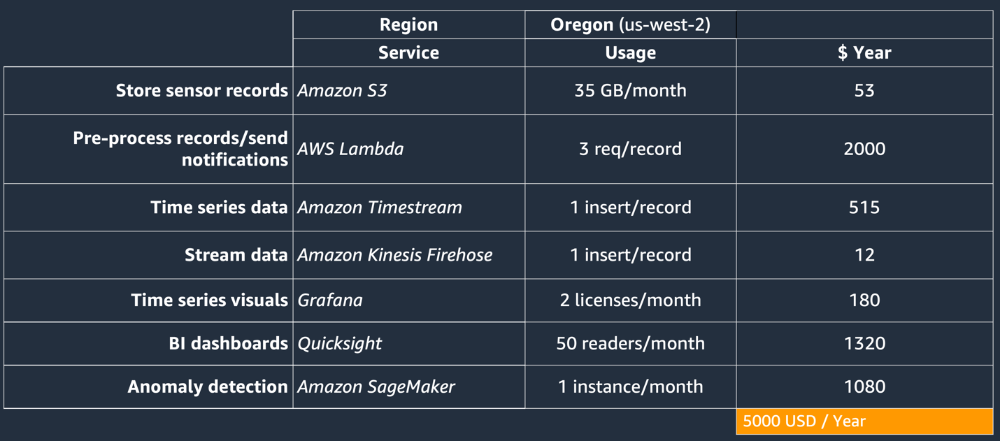 Region Oregon (us-west-2)
Service Usage $ Year
Store sensor records Amazon S3 35 GB/month 53
Pre-process records/send
notifications AWS Lambda 3 req/record 2000
Time series data Amazon Timestream 1 insert/record 515
Stream data Amazon Kinesis Firehose 1 insert/record 12
Time series visuals Grafana 2 licenses/month 180
BI dashboards Quicksight 50 readers/month 1320
Anomaly detection Amazon SageMaker 1 instance/month 1080
5000 USD / Year